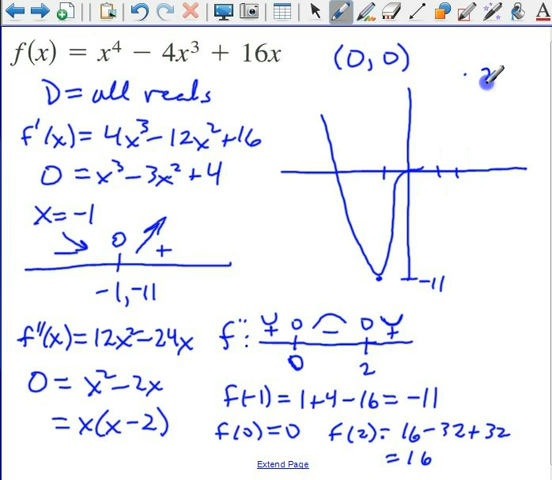 f(x) = x⁴ − 4x³ + 16x
(0, 0)
D = all reals
f'(x) = 4x³ − 12x² + 16
0 = x³ − 3x² + 4
x = −1
0
+
−1, −11
−11
f''(x) = 12x² − 24x
f'': + 0 − 0 +
0 2
0 = x² − 2x
= x(x − 2)
f(−1) = 1 + 4 − 16 = −11
f(0) = 0 f(2) = 16 − 32 + 32
= 16
Extend Page
A